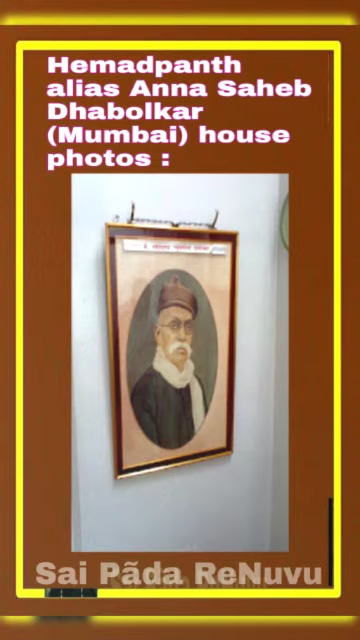 Hemadpanth
alias Anna Saheb
Dhabolkar
(Mumbai) house
photos :
Sai Pãda ReNuvu